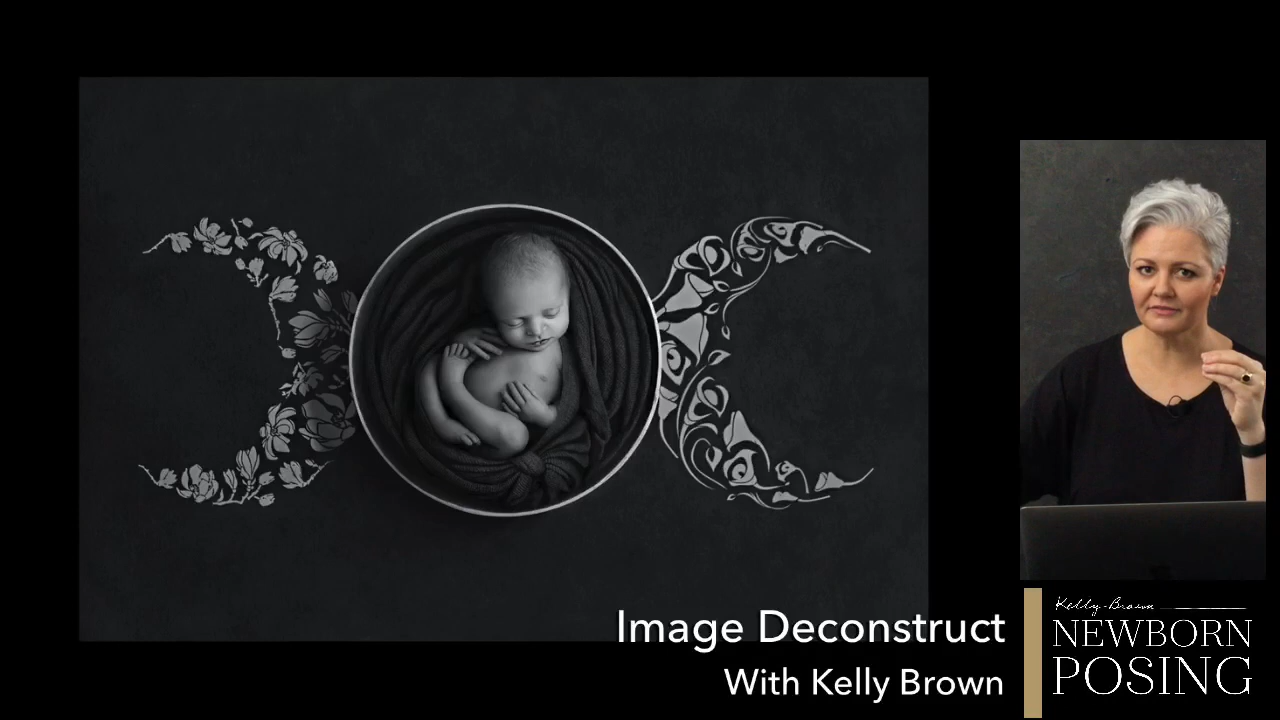 Image Deconstruct
With Kelly Brown
Kelly Brown
NEWBORN
POSING